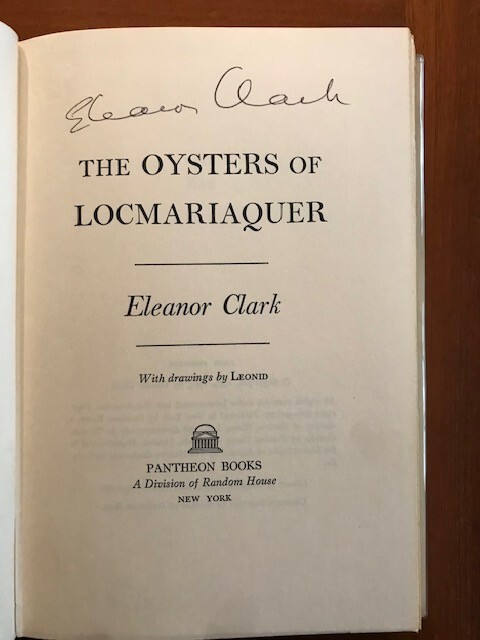 Eleanor Clark
THE OYSTERS OF
LOCMARIAQUER
Eleanor Clark
With drawings by LEONID
PANTHEON BOOKS
A Division of Random House
NEW YORK